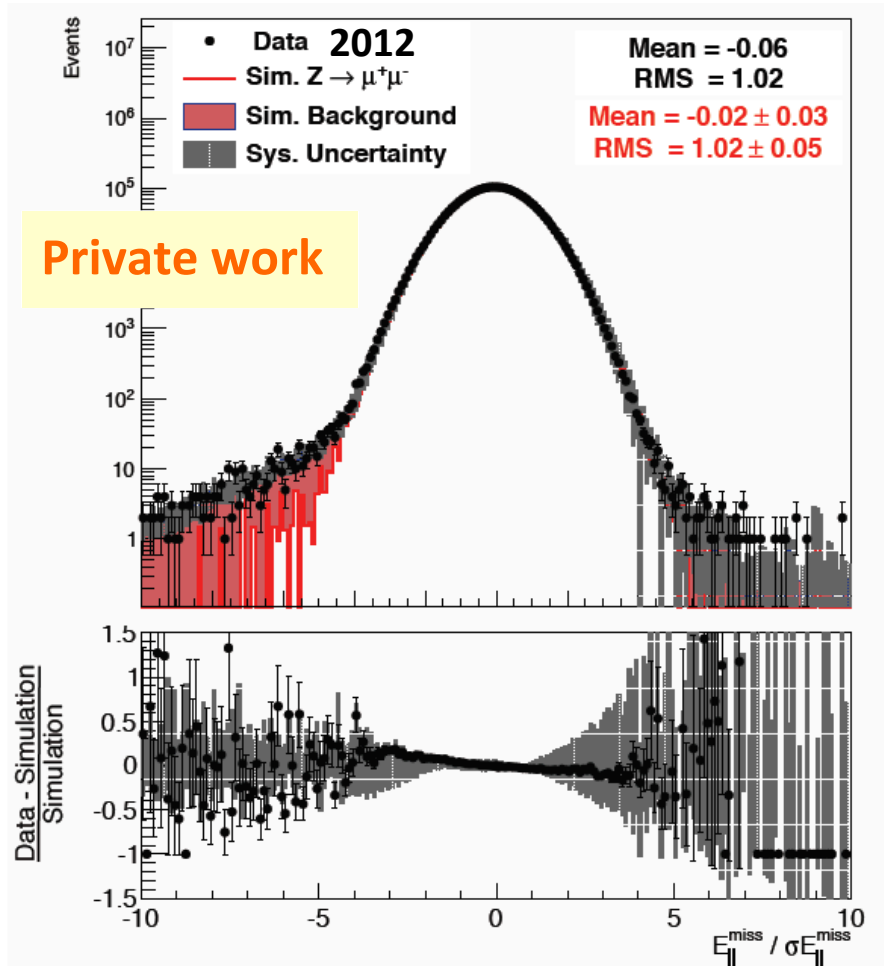 Events
Data 2012
Sim. Z → μ⁺μ⁻
Sim. Background
Sys. Uncertainty
Mean = -0.06
RMS = 1.02
Mean = -0.02 ± 0.03
RMS = 1.02 ± 0.05
Private work
10⁷
10⁶
10⁵
10³
10²
10
1
Data - Simulation
Simulation
1.5
1
0.5
0
-0.5
-1
-1.5
-10 -5 0 5 10
E∥^miss / σE∥^miss